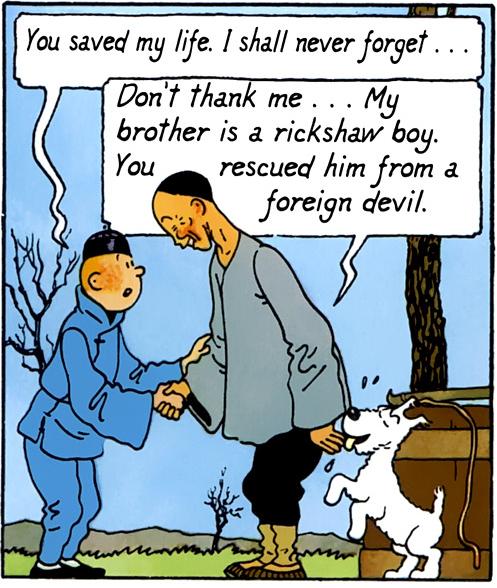 You saved my life. I shall never forget . . .
Don't thank me . . . My
brother is a rickshaw boy.
You rescued him from a
foreign devil.